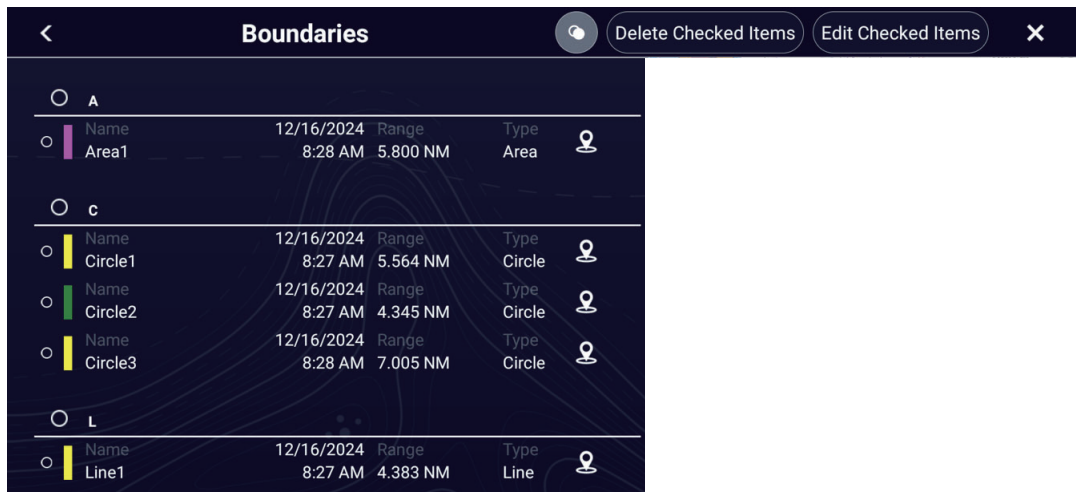 Boundaries Delete Checked Items Edit Checked Items
A
Name 12/16/2024 Range Type
Area1 8:28 AM 5.800 NM Area
C
Name 12/16/2024 Range Type
Circle1 8:27 AM 5.564 NM Circle
Name 12/16/2024 Range Type
Circle2 8:27 AM 4.345 NM Circle
Name 12/16/2024 Range Type
Circle3 8:28 AM 7.005 NM Circle
L
Name 12/16/2024 Range Type
Line1 8:27 AM 4.383 NM Line